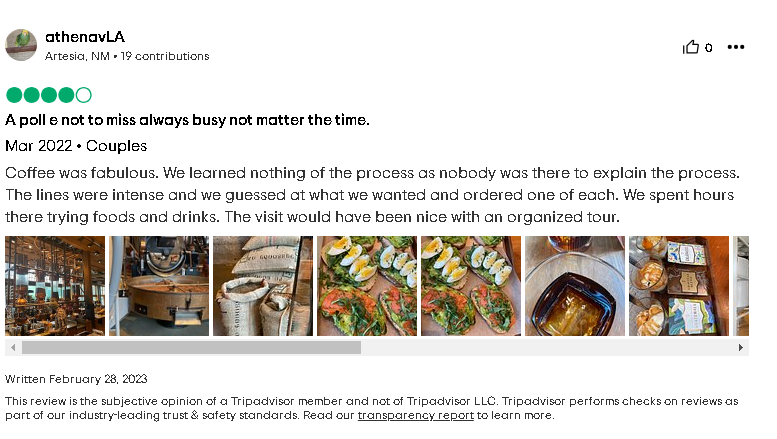 athenavLA
Artesia, NM • 19 contributions
0
A poll e not to miss always busy not matter the time.
Mar 2022 • Couples
Coffee was fabulous. We learned nothing of the process as nobody was there to explain the process.
The lines were intense and we guessed at what we wanted and ordered one of each. We spent hours
there trying foods and drinks. The visit would have been nice with an organized tour.
Written February 28, 2023
This review is the subjective opinion of a Tripadvisor member and not of Tripadvisor LLC. Tripadvisor performs checks on reviews as
part of our industry-leading trust & safety standards. Read our transparency report to learn more.